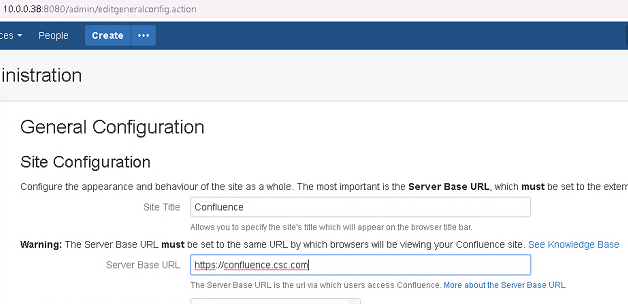 10.0.0.38:8080/admin/editgeneralconfig.action
ces People Create ···
inistration
General Configuration
Site Configuration
Configure the appearance and behaviour of the site as a whole. The most important is the Server Base URL, which must be set to the extern
Site Title Confluence
Allows you to specify the site's title which will appear on the browser title bar.
Warning: The Server Base URL must be set to the same URL by which browsers will be viewing your Confluence site. See Knowledge Base
Server Base URL https://confluence.csc.com
The Server Base URL is the url via which users access Confluence. More about the Server Base URL